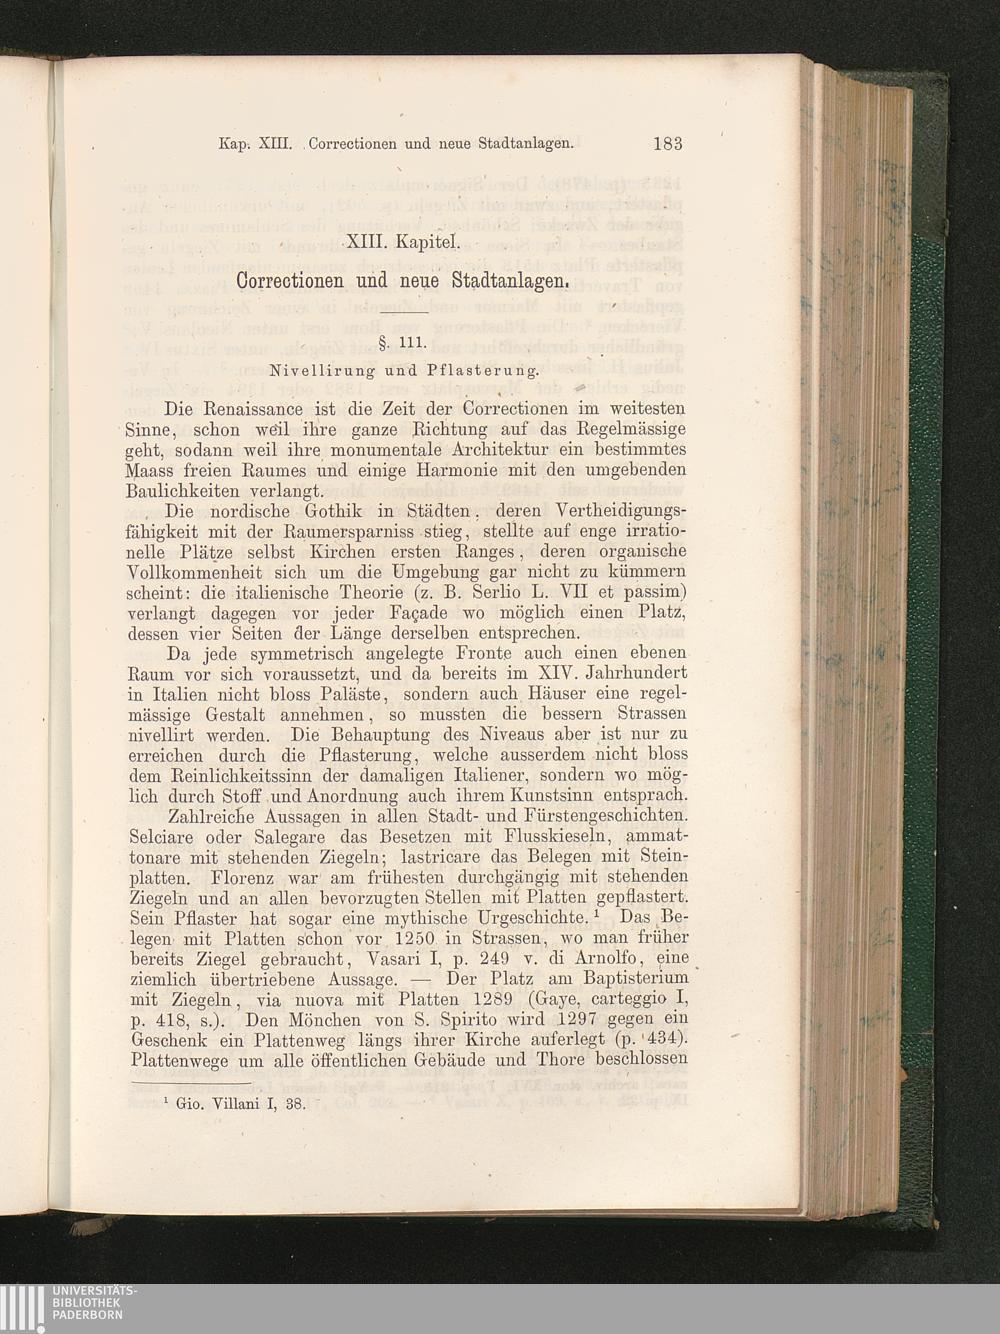 Kap. XIII. Correctionen und neue Stadtanlagen. 183
XIII. Kapitel.
Correctionen und neue Stadtanlagen.
§. 111.
Nivellirung und Pflasterung.
Die Renaissance ist die Zeit der Correctionen im weitesten
Sinne, schon weil ihre ganze Richtung auf das Regelmässige
geht, sodann weil ihre monumentale Architektur ein bestimmtes
Maass freien Raumes und einige Harmonie mit den umgebenden
Baulichkeiten verlangt.
Die nordische Gothik in Städten, deren Vertheidigungs-
fähigkeit mit der Raumersparniss stieg, stellte auf enge irratio-
nelle Plätze selbst Kirchen ersten Ranges, deren organische
Vollkommenheit sich um die Umgebung gar nicht zu kümmern
scheint: die italienische Theorie (z. B. Serlio L. VII et passim)
verlangt dagegen vor jeder Façade wo möglich einen Platz,
dessen vier Seiten der Länge derselben entsprechen.
Da jede symmetrisch angelegte Fronte auch einen ebenen
Raum vor sich voraussetzt, und da bereits im XIV. Jahrhundert
in Italien nicht bloss Paläste, sondern auch Häuser eine regel-
mässige Gestalt annehmen, so mussten die bessern Strassen
nivellirt werden. Die Behauptung des Niveaus aber ist nur zu
erreichen durch die Pflasterung, welche ausserdem nicht bloss
dem Reinlichkeitssinn der damaligen Italiener, sondern wo mög-
lich durch Stoff und Anordnung auch ihrem Kunstsinn entsprach.
Zahlreiche Aussagen in allen Stadt- und Fürstengeschichten.
Selciare oder Salegare das Besetzen mit Flusskieseln, ammat-
tonare mit stehenden Ziegeln; lastricare das Belegen mit Stein-
platten. Florenz war am frühesten durchgängig mit stehenden
Ziegeln und an allen bevorzugten Stellen mit Platten gepflastert.
Sein Pflaster hat sogar eine mythische Urgeschichte.¹ Das Be-
legen mit Platten schon vor 1250 in Strassen, wo man früher
bereits Ziegel gebraucht, Vasari I, p. 249 v. di Arnolfo, eine
ziemlich übertriebene Aussage. — Der Platz am Baptisterium
mit Ziegeln, via nuova mit Platten 1289 (Gaye, carteggio I,
p. 418, s.). Den Mönchen von S. Spirito wird 1297 gegen ein
Geschenk ein Plattenweg längs ihrer Kirche auferlegt (p. 434).
Plattenwege um alle öffentlichen Gebäude und Thore beschlossen
¹ Gio. Villani I, 38.
UNIVERSITÄTS-
BIBLIOTHEK
PADERBORN